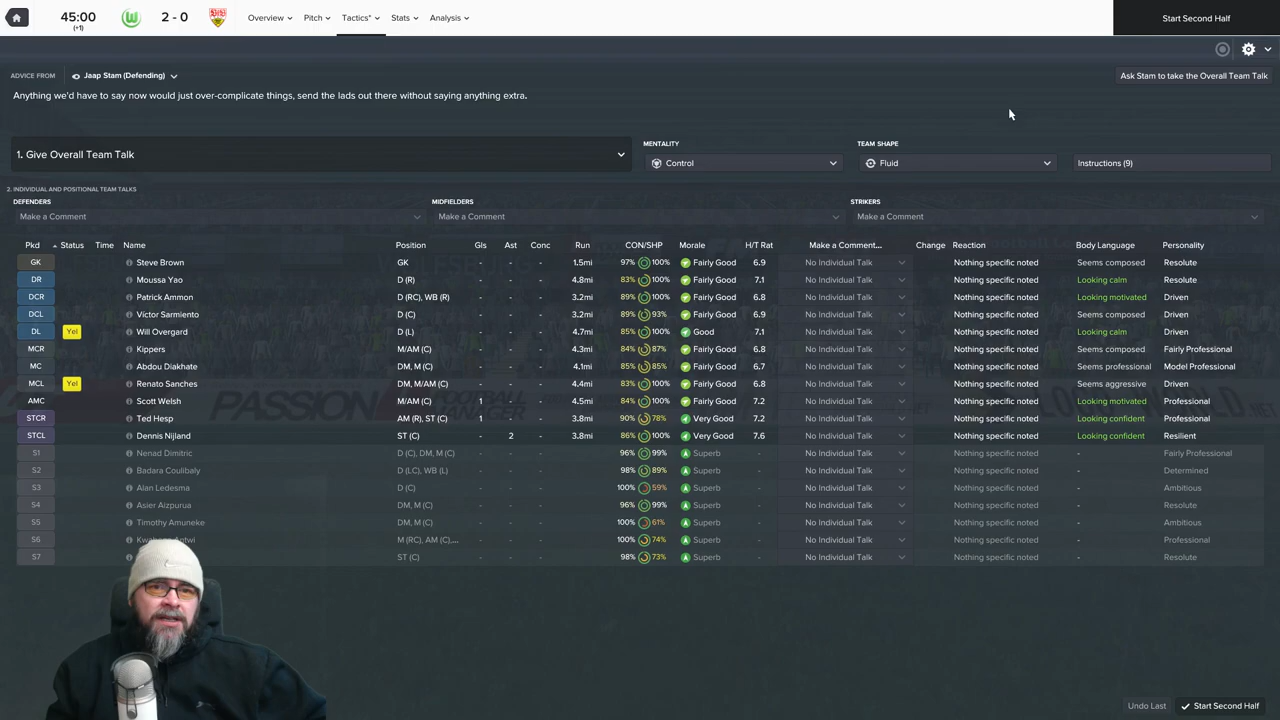 45:00 (+1) 2 - 0 Overview Pitch Tactics* Stats Analysis Start Second Half
ADVICE FROM Jaap Stam (Defending) Ask Stam to take the Overall Team Talk
Anything we'd have to say now would just over-complicate things, send the lads out there without saying anything extra.
MENTALITY TEAM SHAPE
1. Give Overall Team Talk Control Fluid Instructions (9)
2. INDIVIDUAL AND POSITIONAL TEAM TALKS
DEFENDERS MIDFIELDERS STRIKERS
Make a Comment Make a Comment Make a Comment
Pkd Status Time Name Position Gls Ast Conc Run CON/SHP Morale H/T Rat Make a Comment... Change Reaction Body Language Personality
GK Steve Brown GK - - - 1.5mi 97% 100% Fairly Good 6.9 No Individual Talk Nothing specific noted Seems composed Resolute
DR Moussa Yao D (R) - - - 4.8mi 83% 100% Fairly Good 7.1 No Individual Talk Nothing specific noted Looking calm Resolute
DCR Patrick Ammon D (RC), WB (R) - - - 3.2mi 89% 100% Fairly Good 6.8 No Individual Talk Nothing specific noted Looking motivated Driven
DCL Víctor Sarmiento D (C) - - - 3.2mi 89% 93% Fairly Good 6.9 No Individual Talk Nothing specific noted Seems composed Driven
DL Yel Will Overgard D (L) - - - 4.7mi 85% 100% Good 7.1 No Individual Talk Nothing specific noted Looking calm Driven
MCR Kippers M/AM (C) - - - 4.3mi 84% 87% Fairly Good 6.8 No Individual Talk Nothing specific noted Seems composed Fairly Professional
MC Abdou Diakhate DM, M (C) - - - 4.1mi 85% 85% Fairly Good 6.7 No Individual Talk Nothing specific noted Seems professional Model Professional
MCL Yel Renato Sanches DM, M/AM (C) - - - 4.4mi 83% 100% Fairly Good 6.8 No Individual Talk Nothing specific noted Seems aggressive Driven
AMC Scott Welsh M/AM (C) 1 - - 4.5mi 84% 100% Fairly Good 7.2 No Individual Talk Nothing specific noted Looking motivated Professional
STCR Ted Hesp AM (R), ST (C) 1 - - 3.8mi 90% 78% Very Good 7.2 No Individual Talk Nothing specific noted Looking confident Professional
STCL Dennis Nijland ST (C) - 2 - 3.8mi 86% 100% Very Good 7.6 No Individual Talk Nothing specific noted Looking confident Resilient
S1 Nenad Dimitric D (C), DM, M (C) - - - 96% 99% Superb - No Individual Talk Nothing specific noted - Fairly Professional
S2 Badara Coulibaly D (LC), WB (L) - - - 98% 89% Superb - No Individual Talk Nothing specific noted - Determined
S3 Alan Ledesma D (C) - - - 100% 59% Superb - No Individual Talk Nothing specific noted - Ambitious
S4 Asier Aizpurua DM, M (C) - - - 96% 99% Superb - No Individual Talk Nothing specific noted - Resolute
S5 Timothy Amuneke DM, M (C) - - - 100% 61% Superb - No Individual Talk Nothing specific noted - Ambitious
S6 M (RC), AM (C),... - - - 100% 74% Superb - No Individual Talk Nothing specific noted - Professional
S7 ST (C) - - - 98% 73% Superb - No Individual Talk Nothing specific noted - Resolute
Undo Last Start Second Half